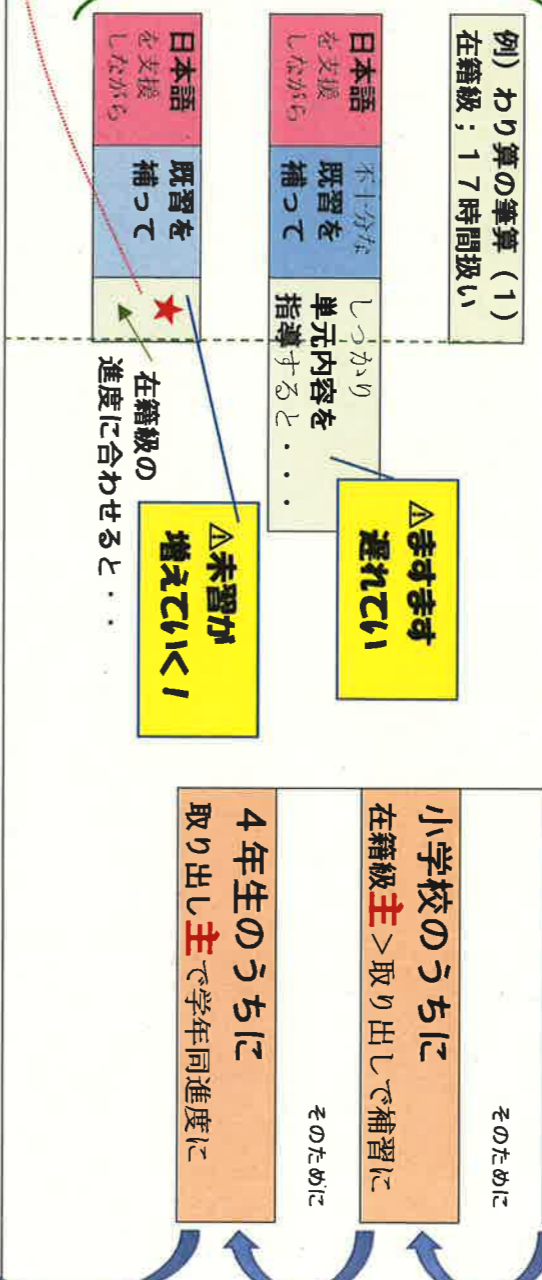 例）わり算の筆算（1）
在籍級；17時間扱い
日本語
を支援
しながら
不十分な
既習を
補って
しっかり
単元内容を
指導すると・・・
⚠ますます
遅れてい
日本語
を支援
しながら
既習を
補って
★
在籍級の
進度に合わせると・・
⚠未習が
増えていく！
そのために
小学校のうちに
在籍級主＞取り出しで補習に
そのために
4年生のうちに
取り出し主で学年同進度に